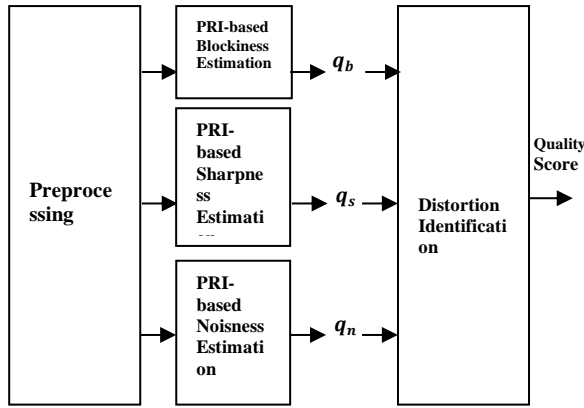 PRI-based
Blockiness
Estimation
q_b
Preproce
ssing
PRI-
based
Sharpne
ss
Estimati
q_s
PRI-
based
Noisness
Estimati
on
q_n
Distortion
Identificati
on
Quality
Score